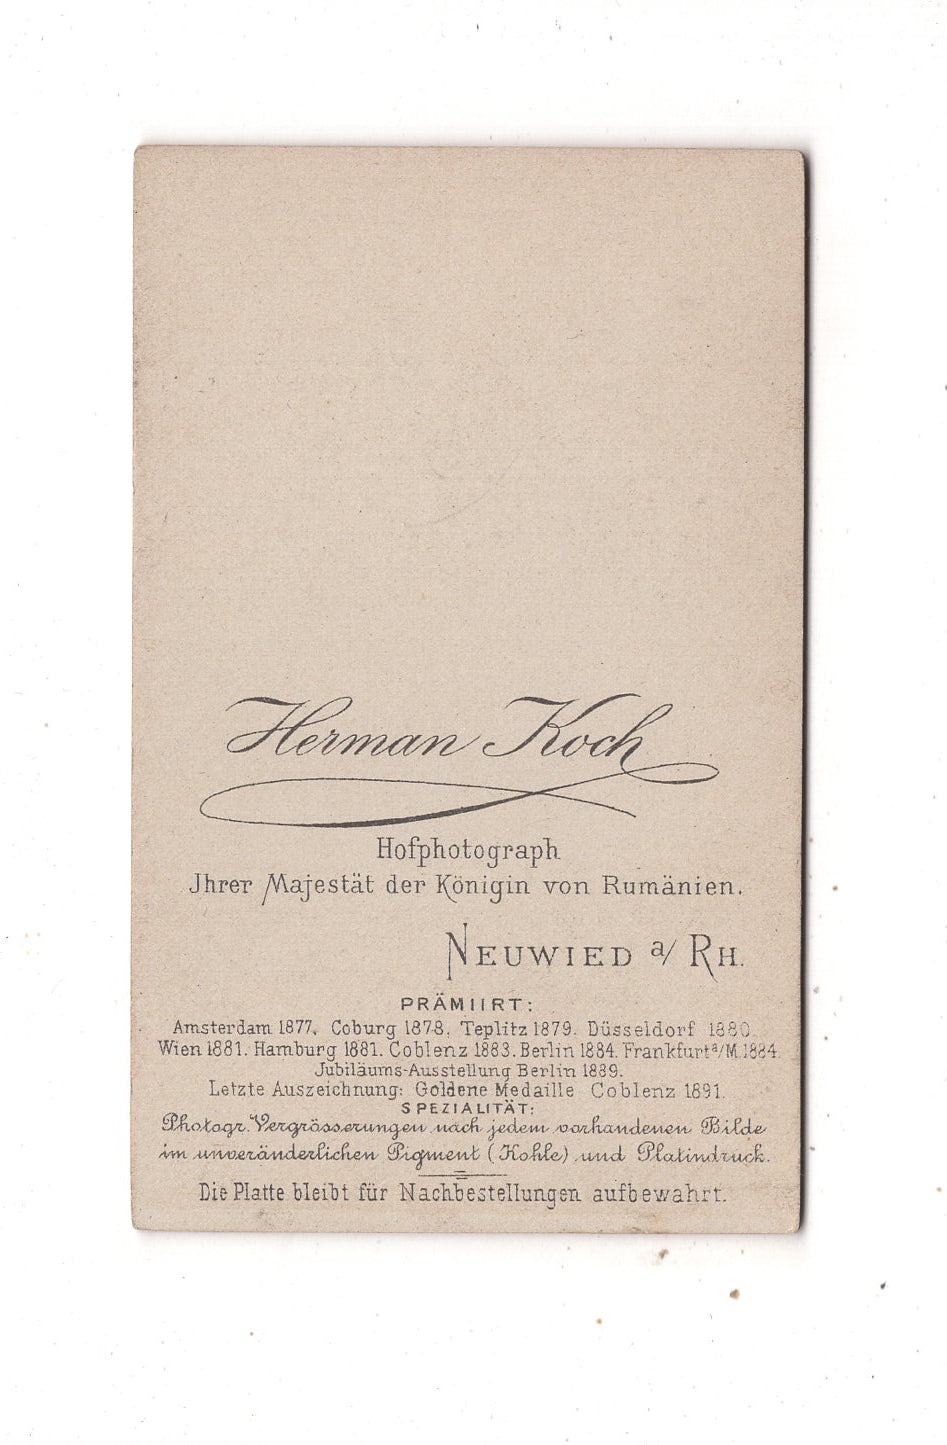 Herman Koch
Hofphotograph
Jhrer Majestät der Königin von Rumänien.
NEUWIED a/ RH.
PRÄMIIRT:
Amsterdam 1877, Coburg 1878. Teplitz 1879. Düsseldorf 1880.
Wien 1881. Hamburg 1881. Coblenz 1883. Berlin 1884. Frankfurt a/M. 1884.
Jubiläums-Ausstellung Berlin 1889.
Letzte Auszeichnung: Goldene Medaille Coblenz 1891.
SPEZIALITÄT:
Photogr. Vergrösserungen nach jedem vorhandenen Bilde
im unveränderlichen Pigment (Kohle) und Platindruck.
Die Platte bleibt für Nachbestellungen aufbewahrt.